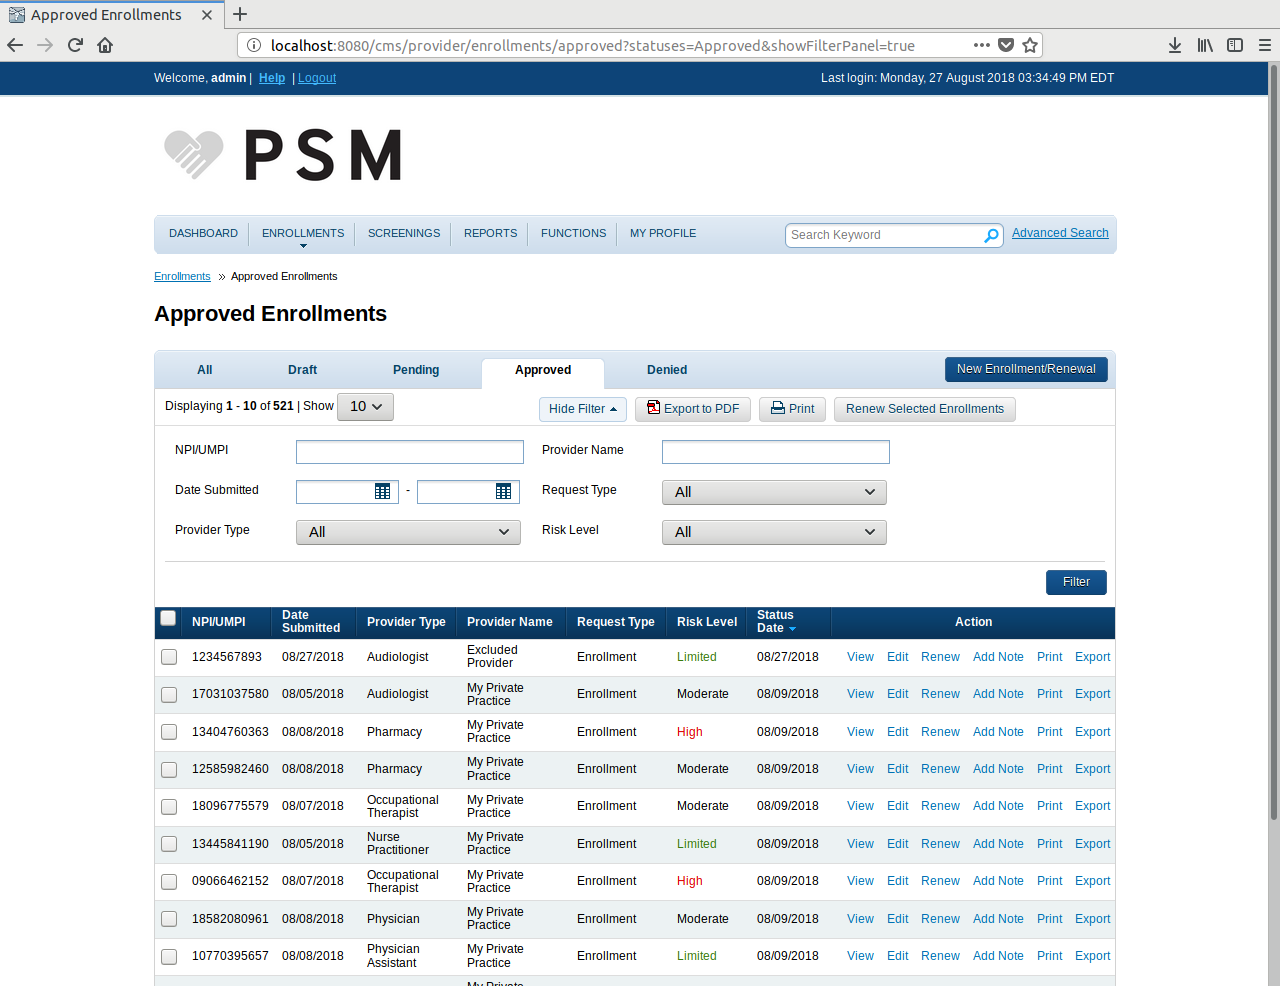 Approved Enrollments
localhost:8080/cms/provider/enrollments/approved?statuses=Approved&showFilterPanel=true
Welcome, admin | Help | Logout
Last login: Monday, 27 August 2018 03:34:49 PM EDT
PSM
DASHBOARD ENROLLMENTS SCREENINGS REPORTS FUNCTIONS MY PROFILE
Search Keyword
Advanced Search
Enrollments » Approved Enrollments
Approved Enrollments
All Draft Pending Approved Denied
New Enrollment/Renewal
Displaying 1 - 10 of 521 | Show 10
Hide Filter Export to PDF Print Renew Selected Enrollments
NPI/UMPI Provider Name
Date Submitted - Request Type All
Provider Type All Risk Level All
Filter
NPI/UMPI Date Submitted Provider Type Provider Name Request Type Risk Level Status Date Action
1234567893 08/27/2018 Audiologist Excluded Provider Enrollment Limited 08/27/2018 View Edit Renew Add Note Print Export
17031037580 08/05/2018 Audiologist My Private Practice Enrollment Moderate 08/09/2018 View Edit Renew Add Note Print Export
13404760363 08/08/2018 Pharmacy My Private Practice Enrollment High 08/09/2018 View Edit Renew Add Note Print Export
12585982460 08/08/2018 Pharmacy My Private Practice Enrollment Moderate 08/09/2018 View Edit Renew Add Note Print Export
18096775579 08/07/2018 Occupational Therapist My Private Practice Enrollment Moderate 08/09/2018 View Edit Renew Add Note Print Export
13445841190 08/05/2018 Nurse Practitioner My Private Practice Enrollment Limited 08/09/2018 View Edit Renew Add Note Print Export
09066462152 08/07/2018 Occupational Therapist My Private Practice Enrollment High 08/09/2018 View Edit Renew Add Note Print Export
18582080961 08/08/2018 Physician My Private Practice Enrollment Moderate 08/09/2018 View Edit Renew Add Note Print Export
10770395657 08/08/2018 Physician Assistant My Private Practice Enrollment Limited 08/09/2018 View Edit Renew Add Note Print Export
My Private